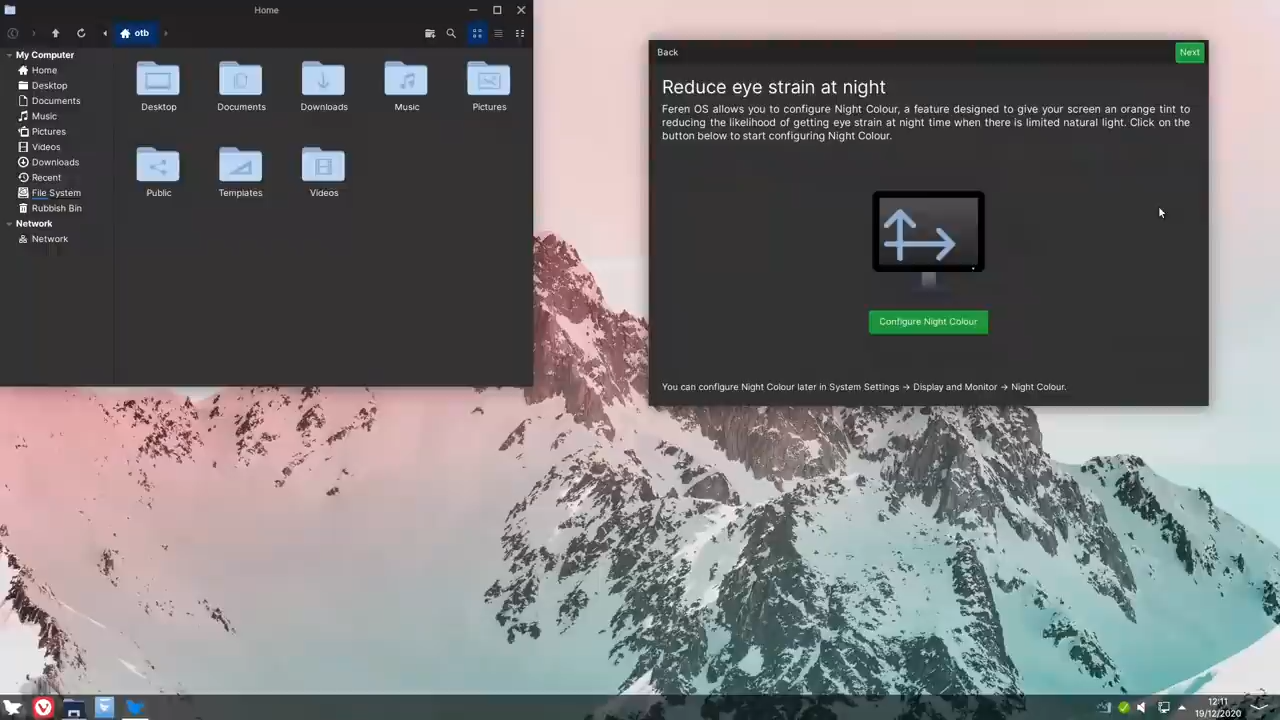 Home
otb
My Computer
Home
Desktop
Documents
Music
Pictures
Videos
Downloads
Recent
File System
Rubbish Bin
Network
Network
Desktop
Documents
Downloads
Music
Pictures
Public
Templates
Videos
Back
Next
Reduce eye strain at night
Feren OS allows you to configure Night Colour, a feature designed to give your screen an orange tint to
reducing the likelihood of getting eye strain at night time when there is limited natural light. Click on the
button below to start configuring Night Colour.
Configure Night Colour
You can configure Night Colour later in System Settings → Display and Monitor → Night Colour.
12:11
19/12/2020